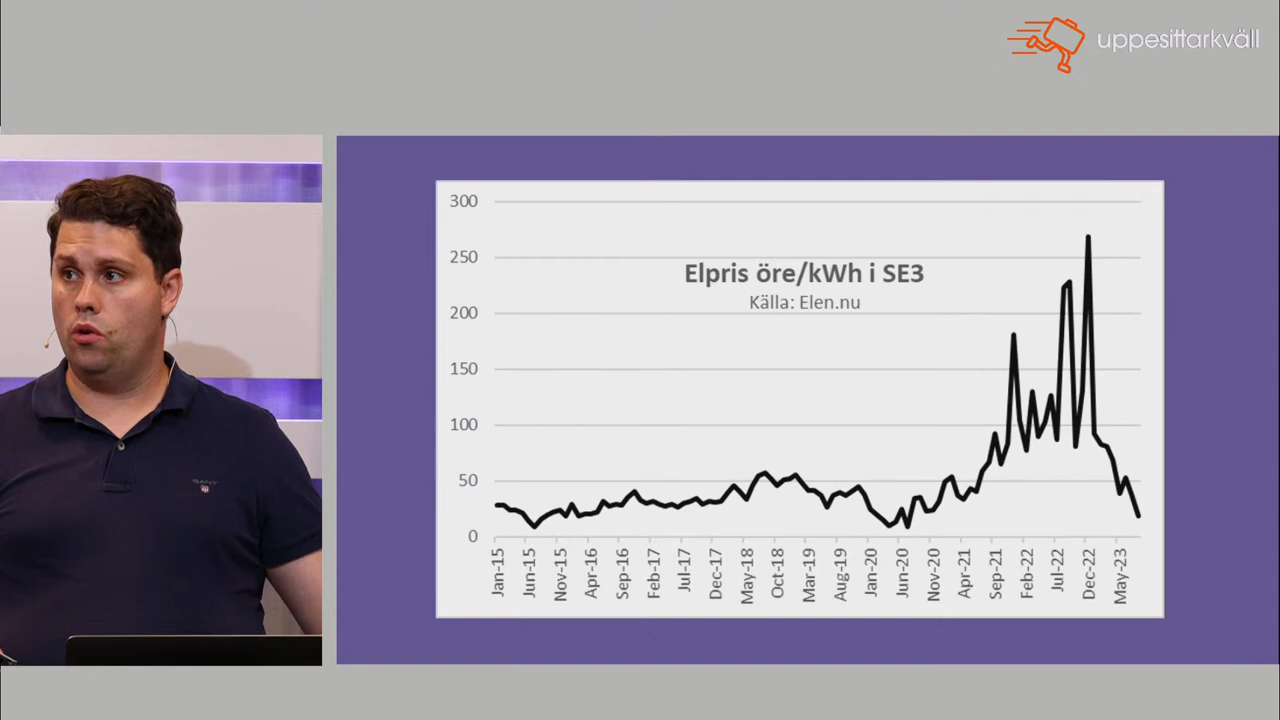 uppesittarkväll
300
250
200
150
100
50
0
Elpris öre/kWh i SE3
Källa: Elen.nu
Jan-15
Jun-15
Nov-15
Apr-16
Sep-16
Feb-17
Jul-17
Dec-17
May-18
Oct-18
Mar-19
Aug-19
Jan-20
Jun-20
Nov-20
Apr-21
Sep-21
Feb-22
Jul-22
Dec-22
May-23
GANT